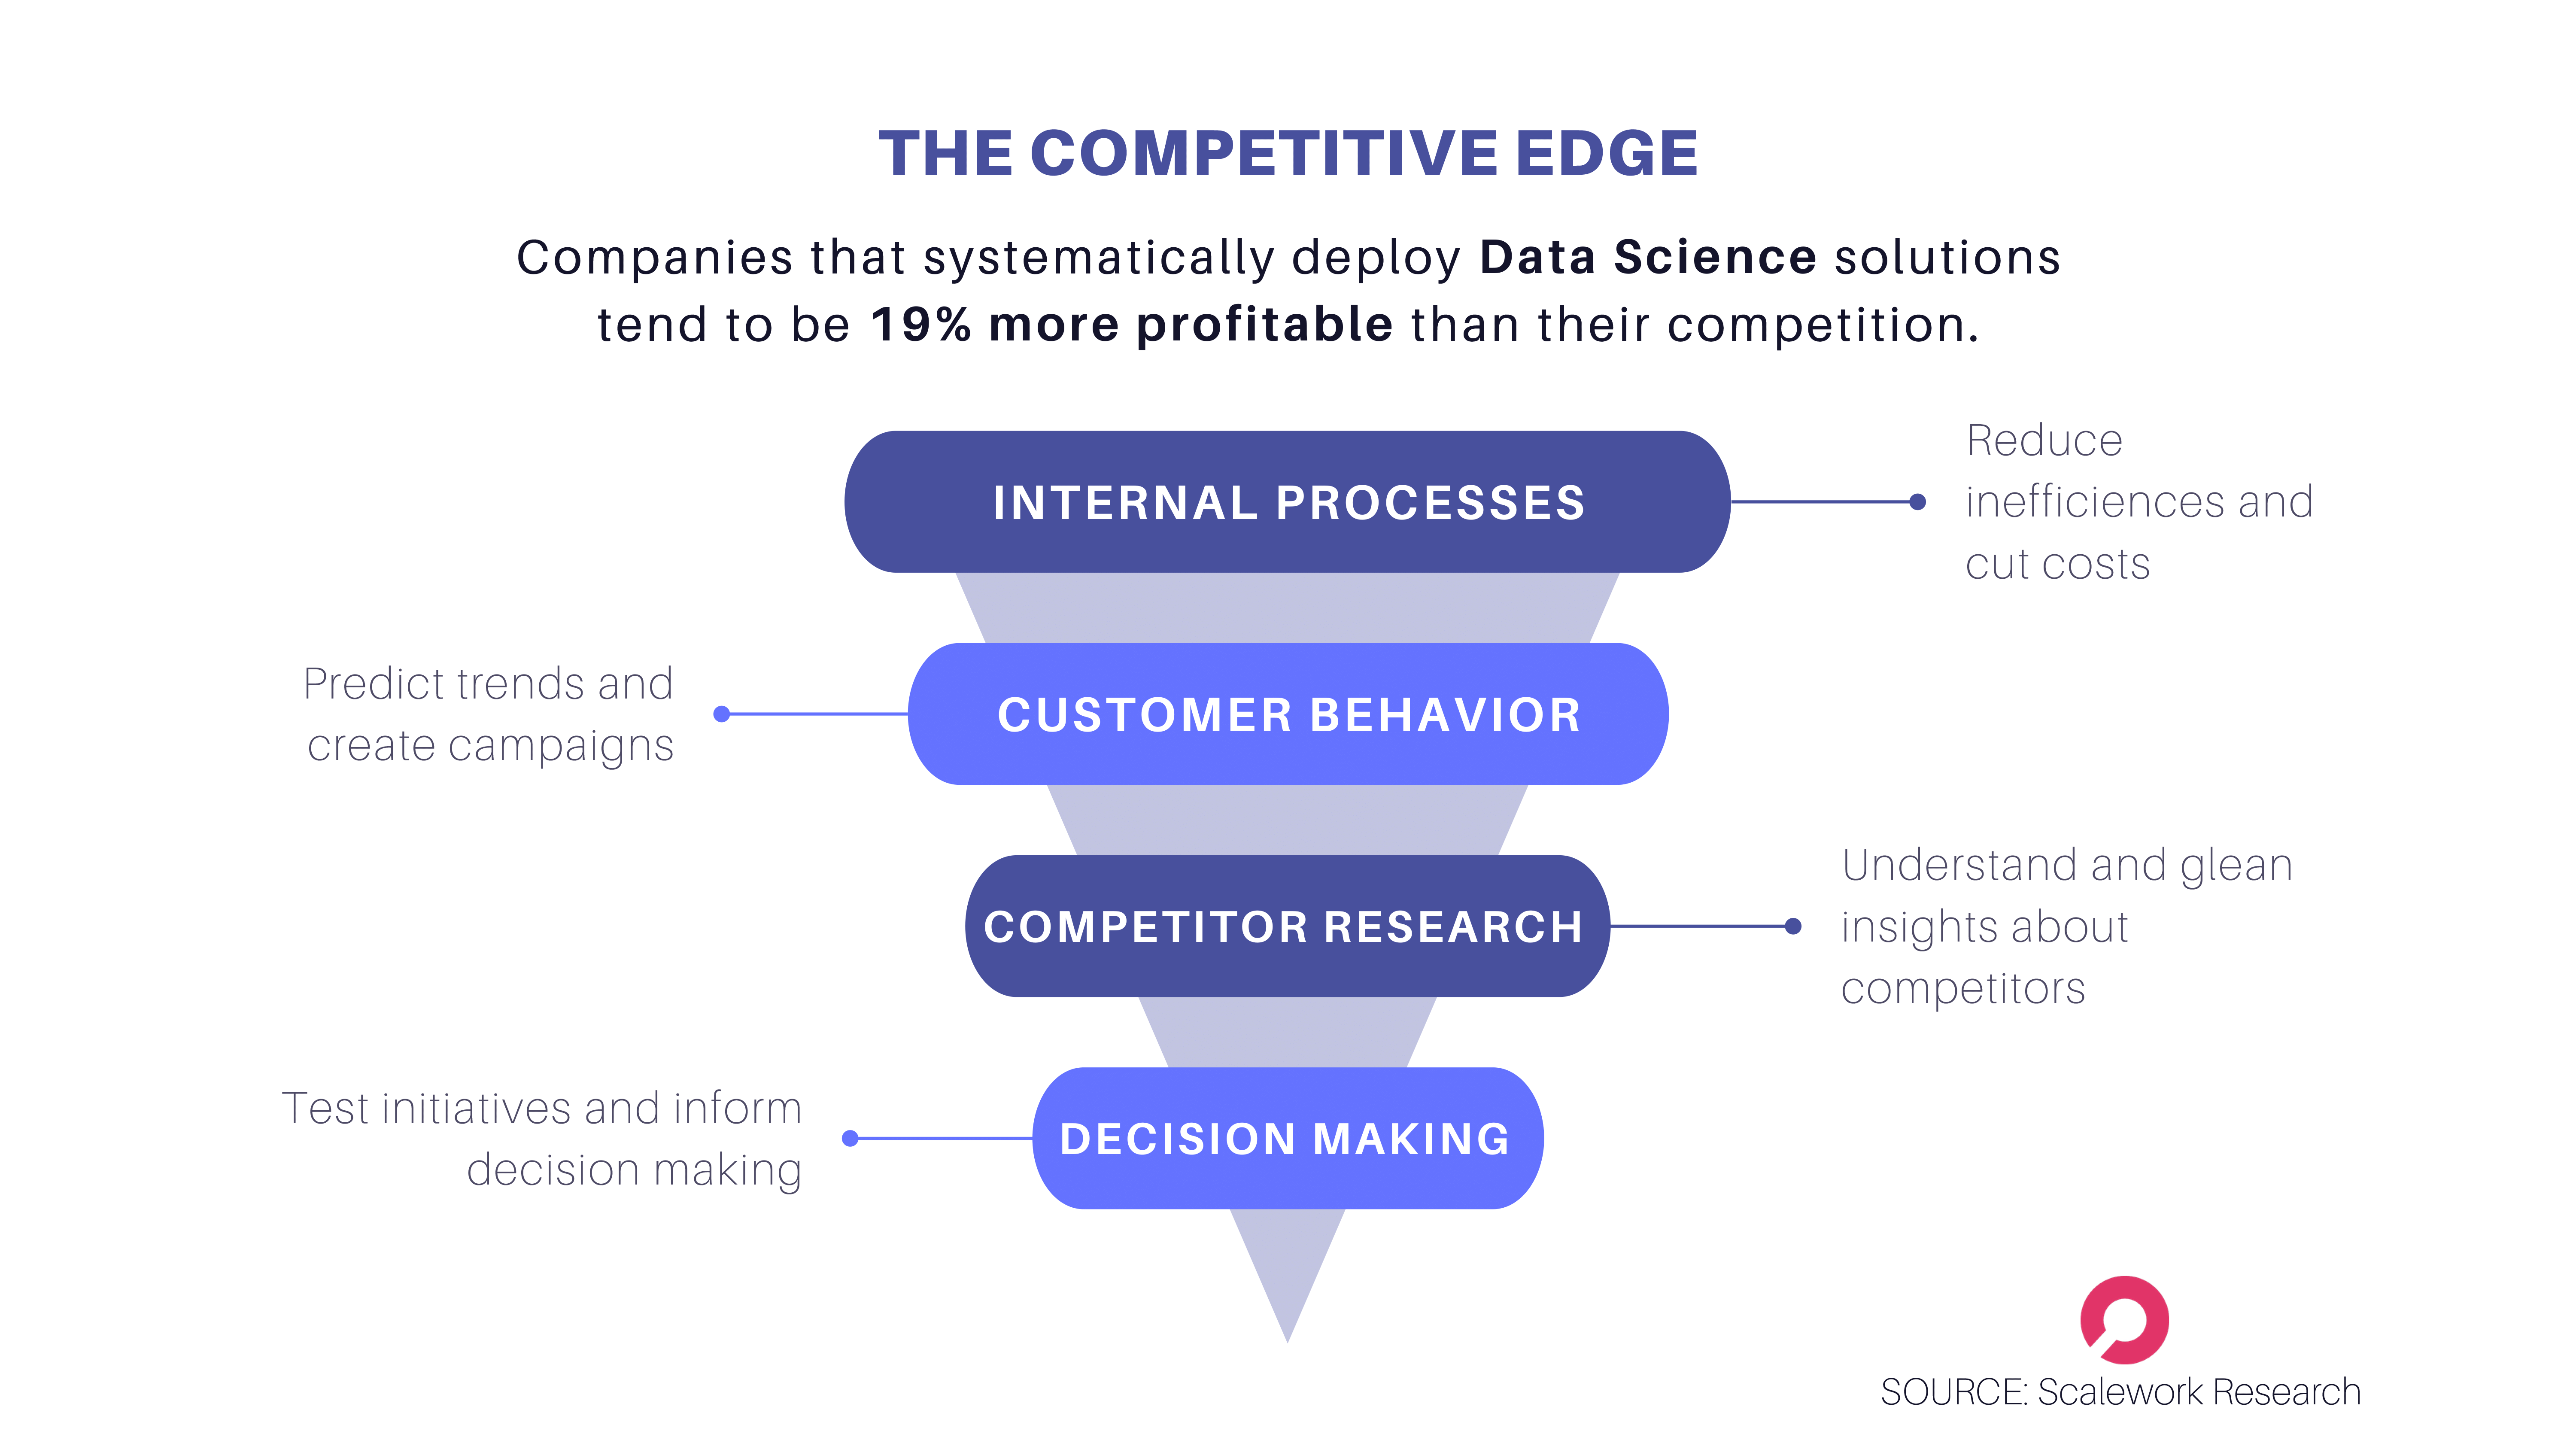 THE COMPETITIVE EDGE
Companies that systematically deploy Data Science solutions
tend to be 19% more profitable than their competition.
INTERNAL PROCESSES
Reduce
inefficiences and
cut costs
Predict trends and
create campaigns
CUSTOMER BEHAVIOR
COMPETITOR RESEARCH
Understand and glean
insights about
competitors
Test initiatives and inform
decision making
DECISION MAKING
SOURCE: Scalework Research